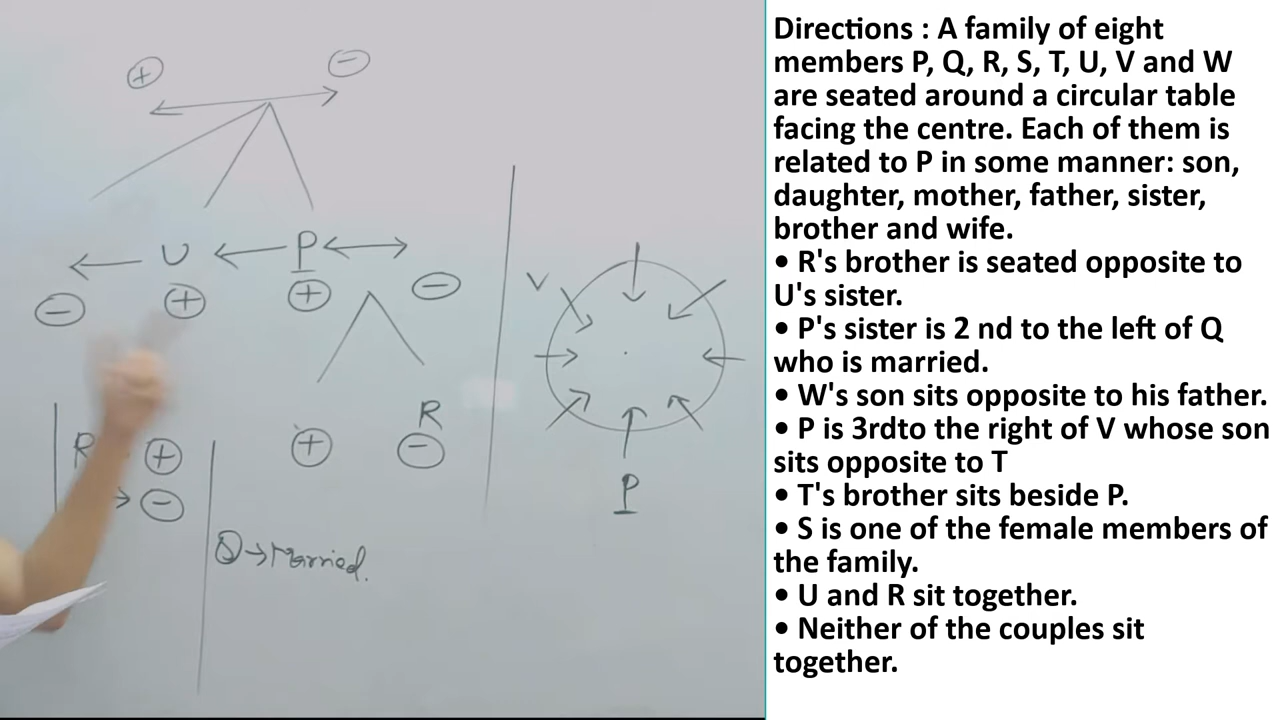 Directions : A family of eight
members P, Q, R, S, T, U, V and W
are seated around a circular table
facing the centre. Each of them is
related to P in some manner: son,
daughter, mother, father, sister,
brother and wife.
• R's brother is seated opposite to
U's sister.
• P's sister is 2 nd to the left of Q
who is married.
• W's son sits opposite to his father.
• P is 3rdto the right of V whose son
sits opposite to T
• T's brother sits beside P.
• S is one of the female members of
the family.
• U and R sit together.
• Neither of the couples sit
together.
+ -
U P
- + + -
R
+ -
R +
-
Q → Married.
V
P